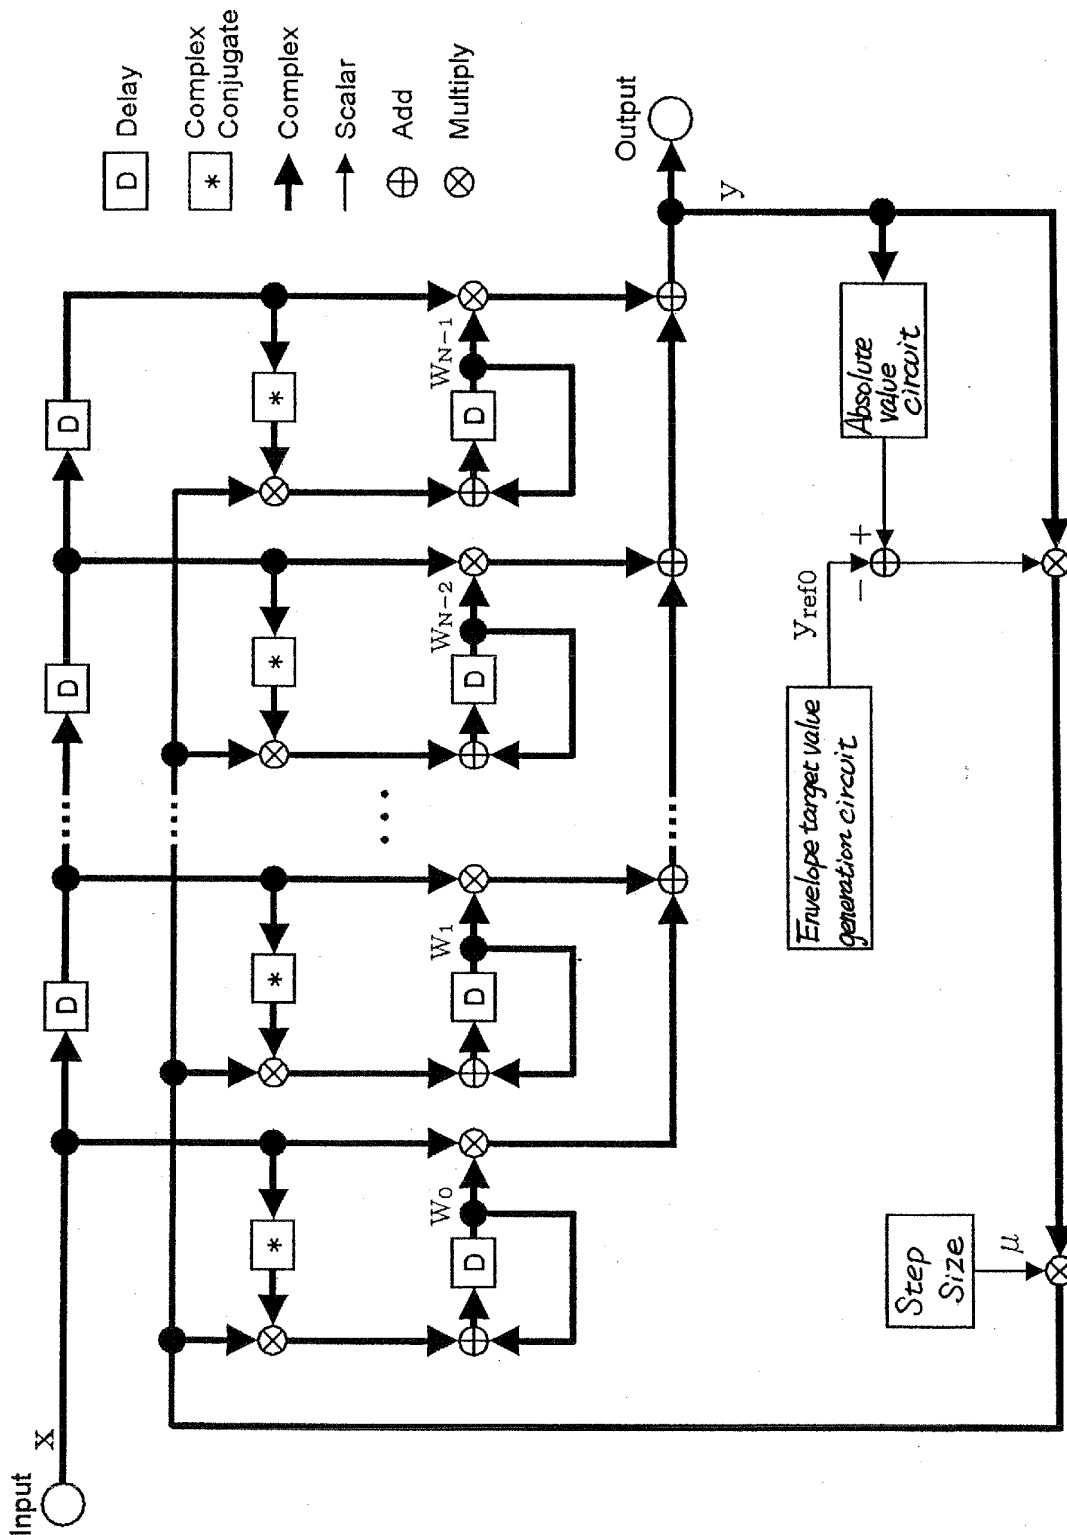 Input
X
D
D
D
D Delay
* Complex
Conjugate
Complex
Scalar
Add
Multiply
*
*
*
*
W0
W1
WN-2
WN-1
D
D
D
D
Output
y
Absolute
value
circuit
Envelope target value
generation circuit
yref0
−
+
Step
Size
μ